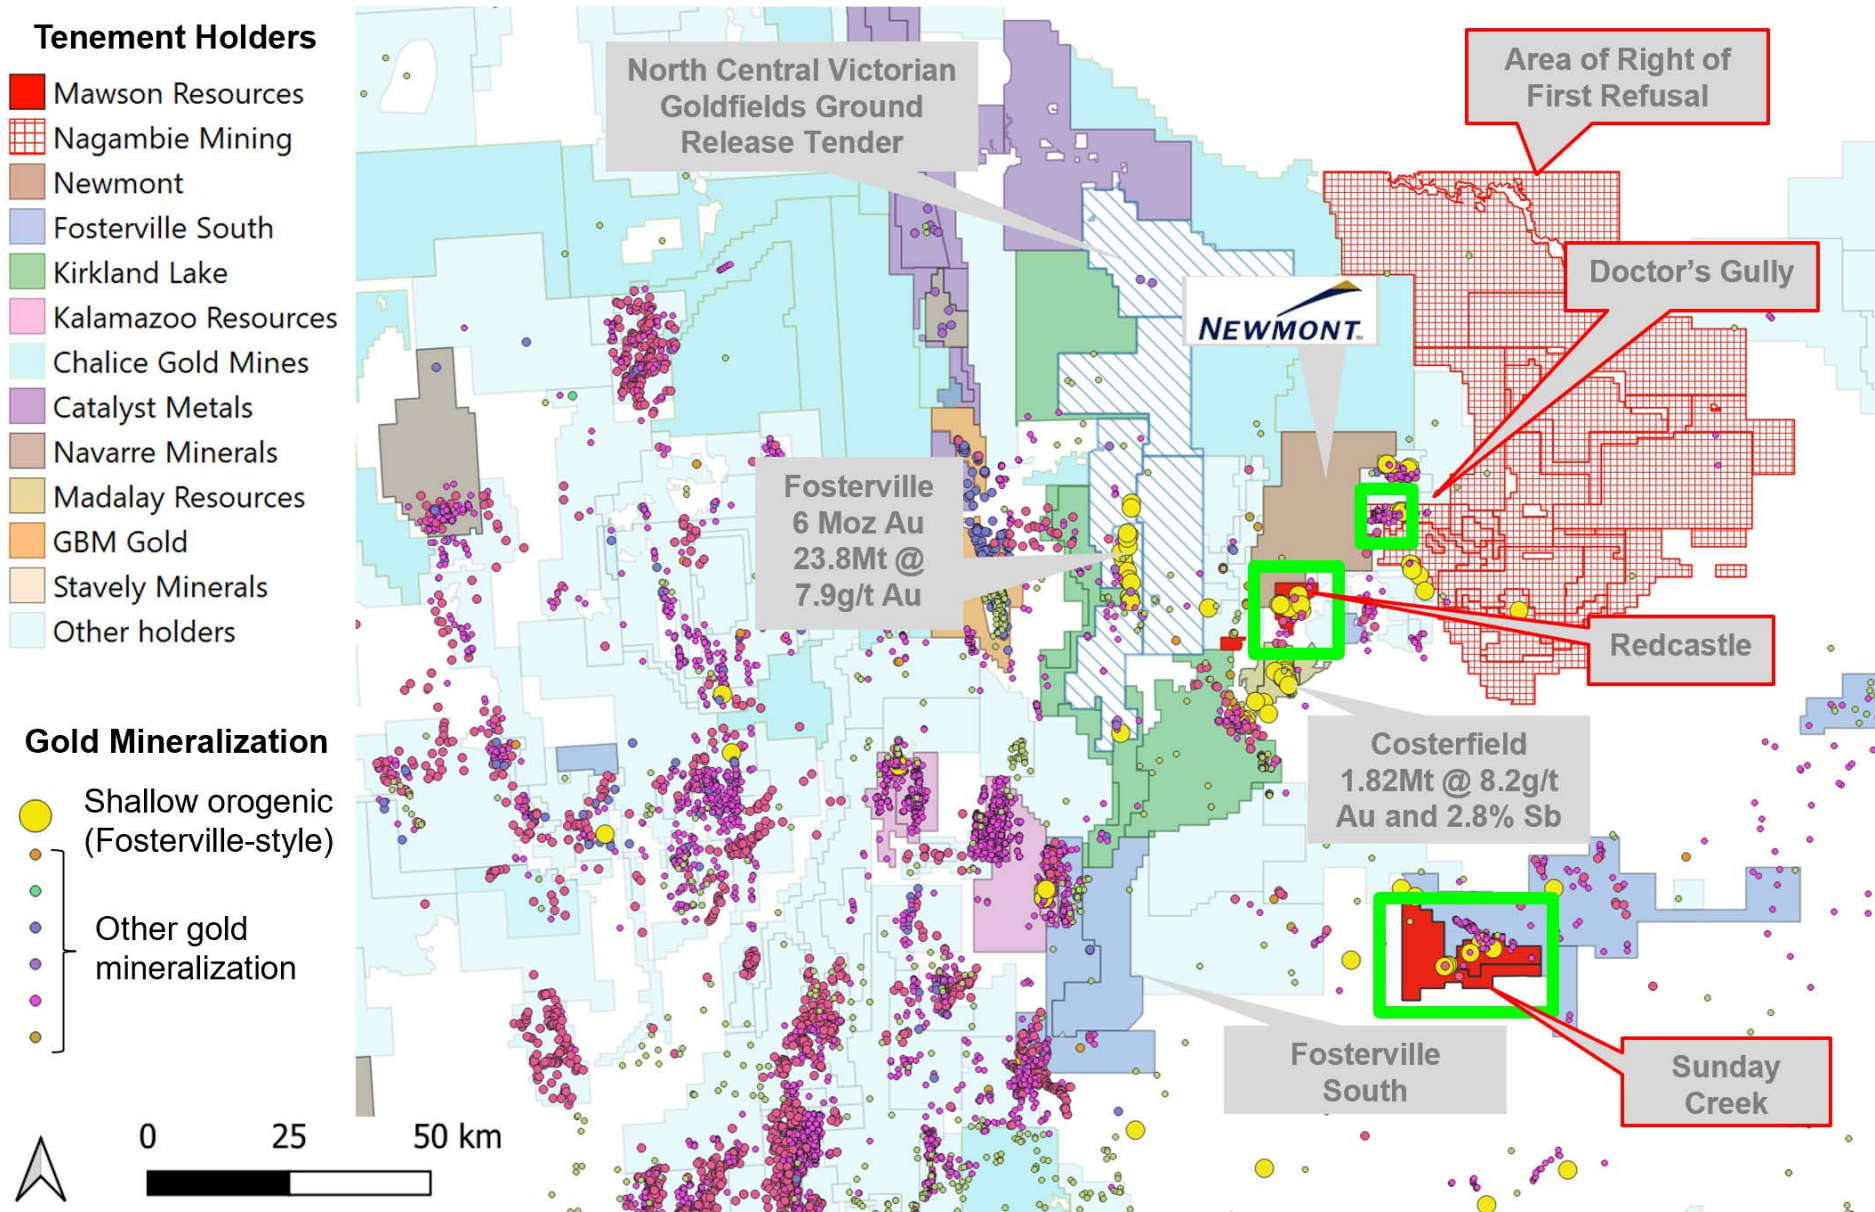 Tenement Holders
Mawson Resources
Nagambie Mining
Newmont
Fosterville South
Kirkland Lake
Kalamazoo Resources
Chalice Gold Mines
Catalyst Metals
Navarre Minerals
Madalay Resources
GBM Gold
Stavely Minerals
Other holders
Gold Mineralization
Shallow orogenic
(Fosterville-style)
Other gold
mineralization
0 25 50 km
North Central Victorian
Goldfields Ground
Release Tender
Area of Right of
First Refusal
Doctor's Gully
NEWMONT™
Fosterville
6 Moz Au
23.8Mt @
7.9g/t Au
Redcastle
Costerfield
1.82Mt @ 8.2g/t
Au and 2.8% Sb
Fosterville
South
Sunday
Creek